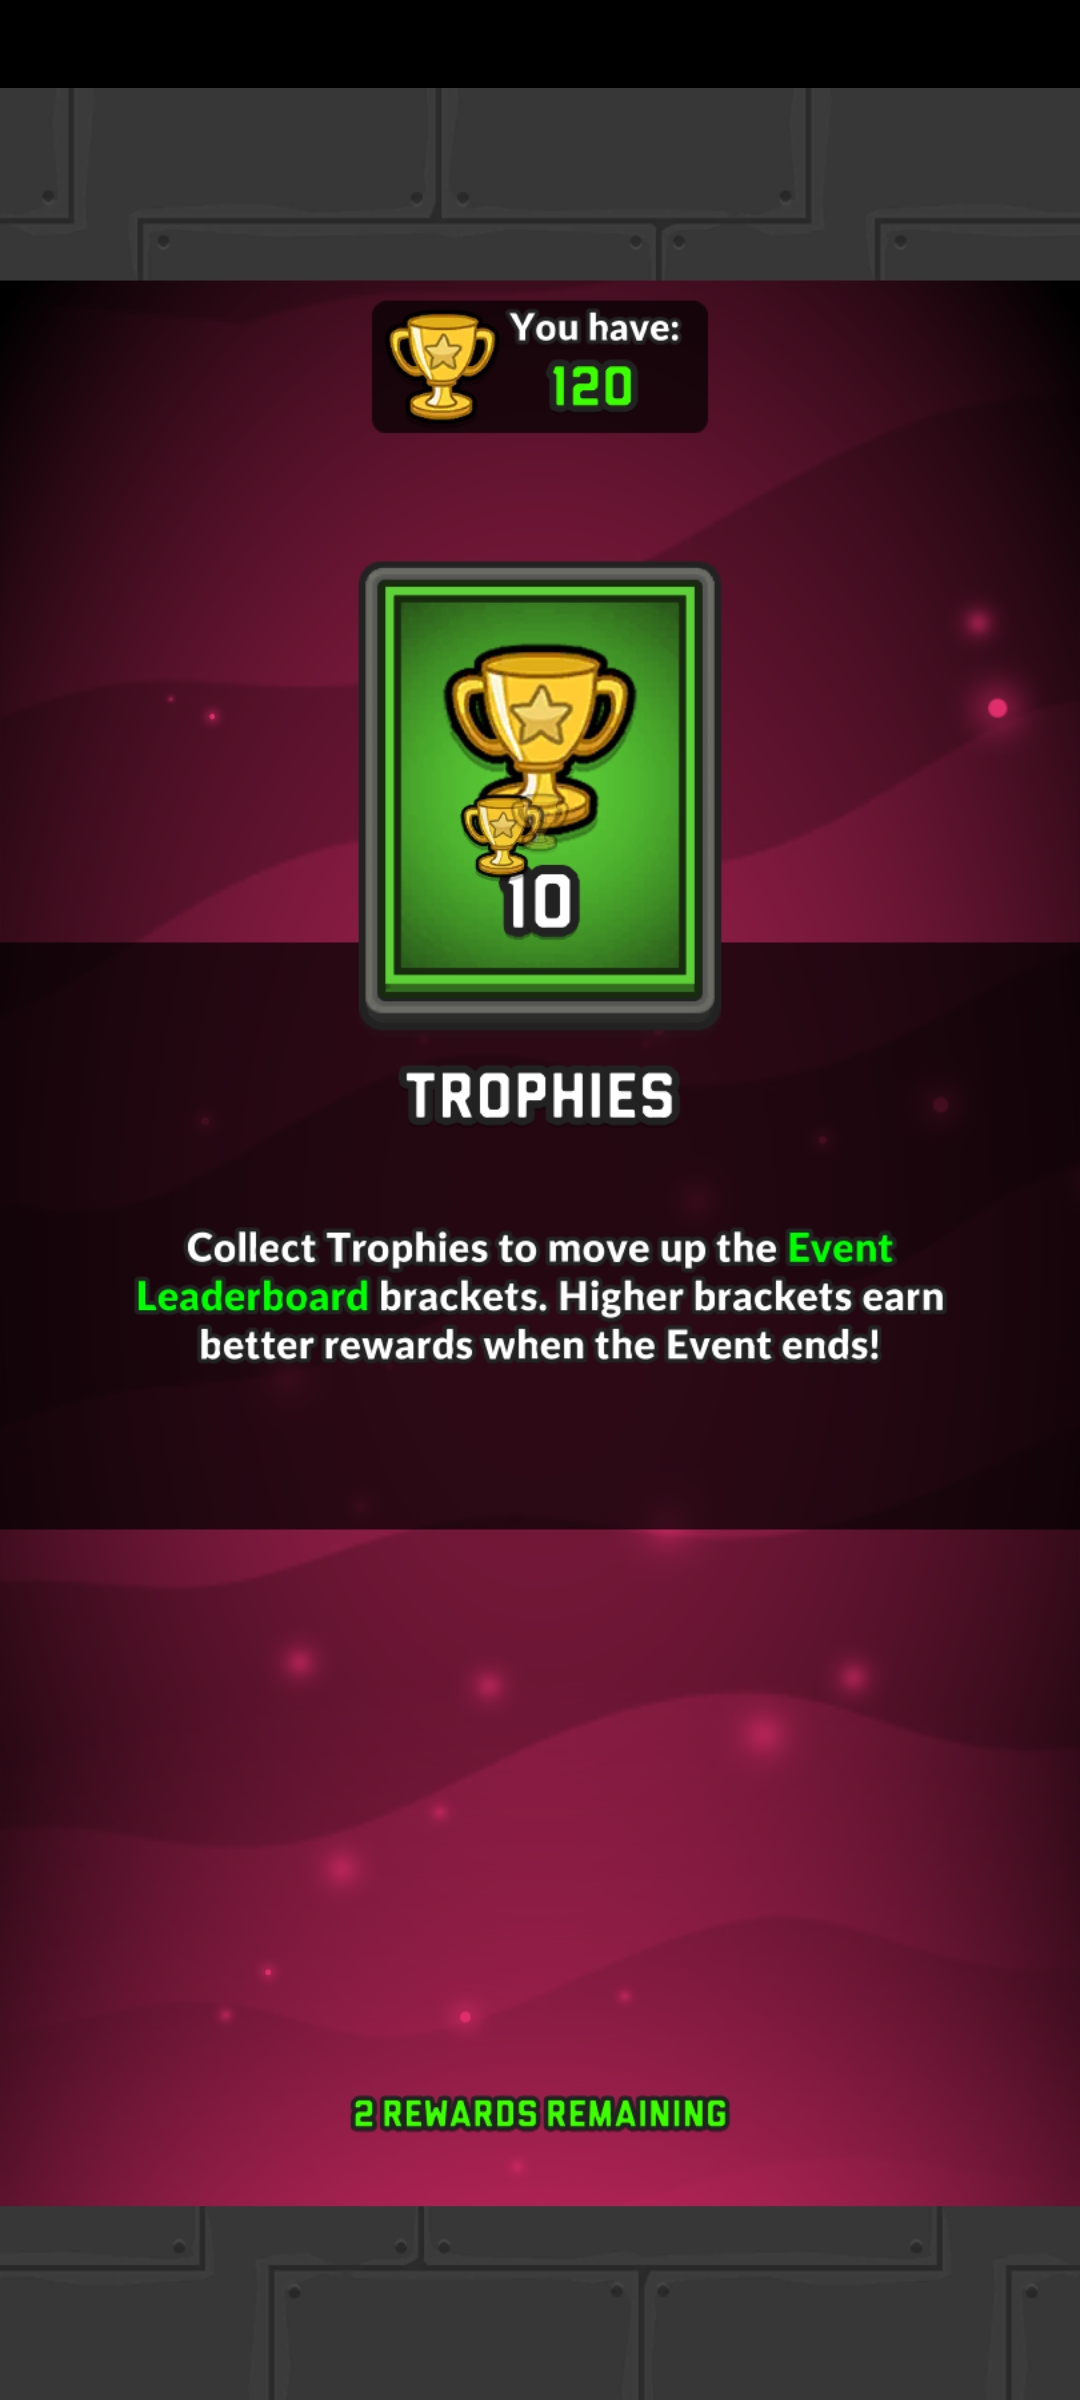 You have:
120
10
TROPHIES
Collect Trophies to move up the Event
Leaderboard brackets. Higher brackets earn
better rewards when the Event ends!
2 REWARDS REMAINING